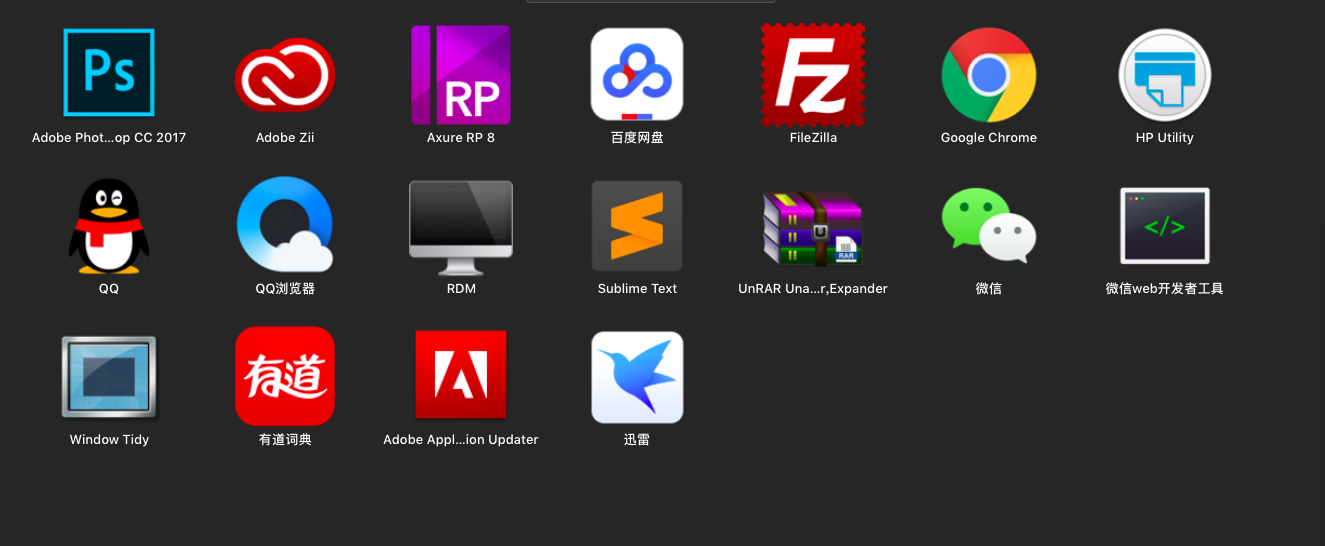 Ps
RP
Fz
Adobe Phot...op CC 2017
Adobe Zii
Axure RP 8
百度网盘
FileZilla
Google Chrome
HP Utility
</>
RAR
QQ
QQ浏览器
RDM
Sublime Text
UnRAR Una...r,Expander
微信
微信web开发者工具
有道
Window Tidy
有道词典
Adobe Appl...ion Updater
迅雷